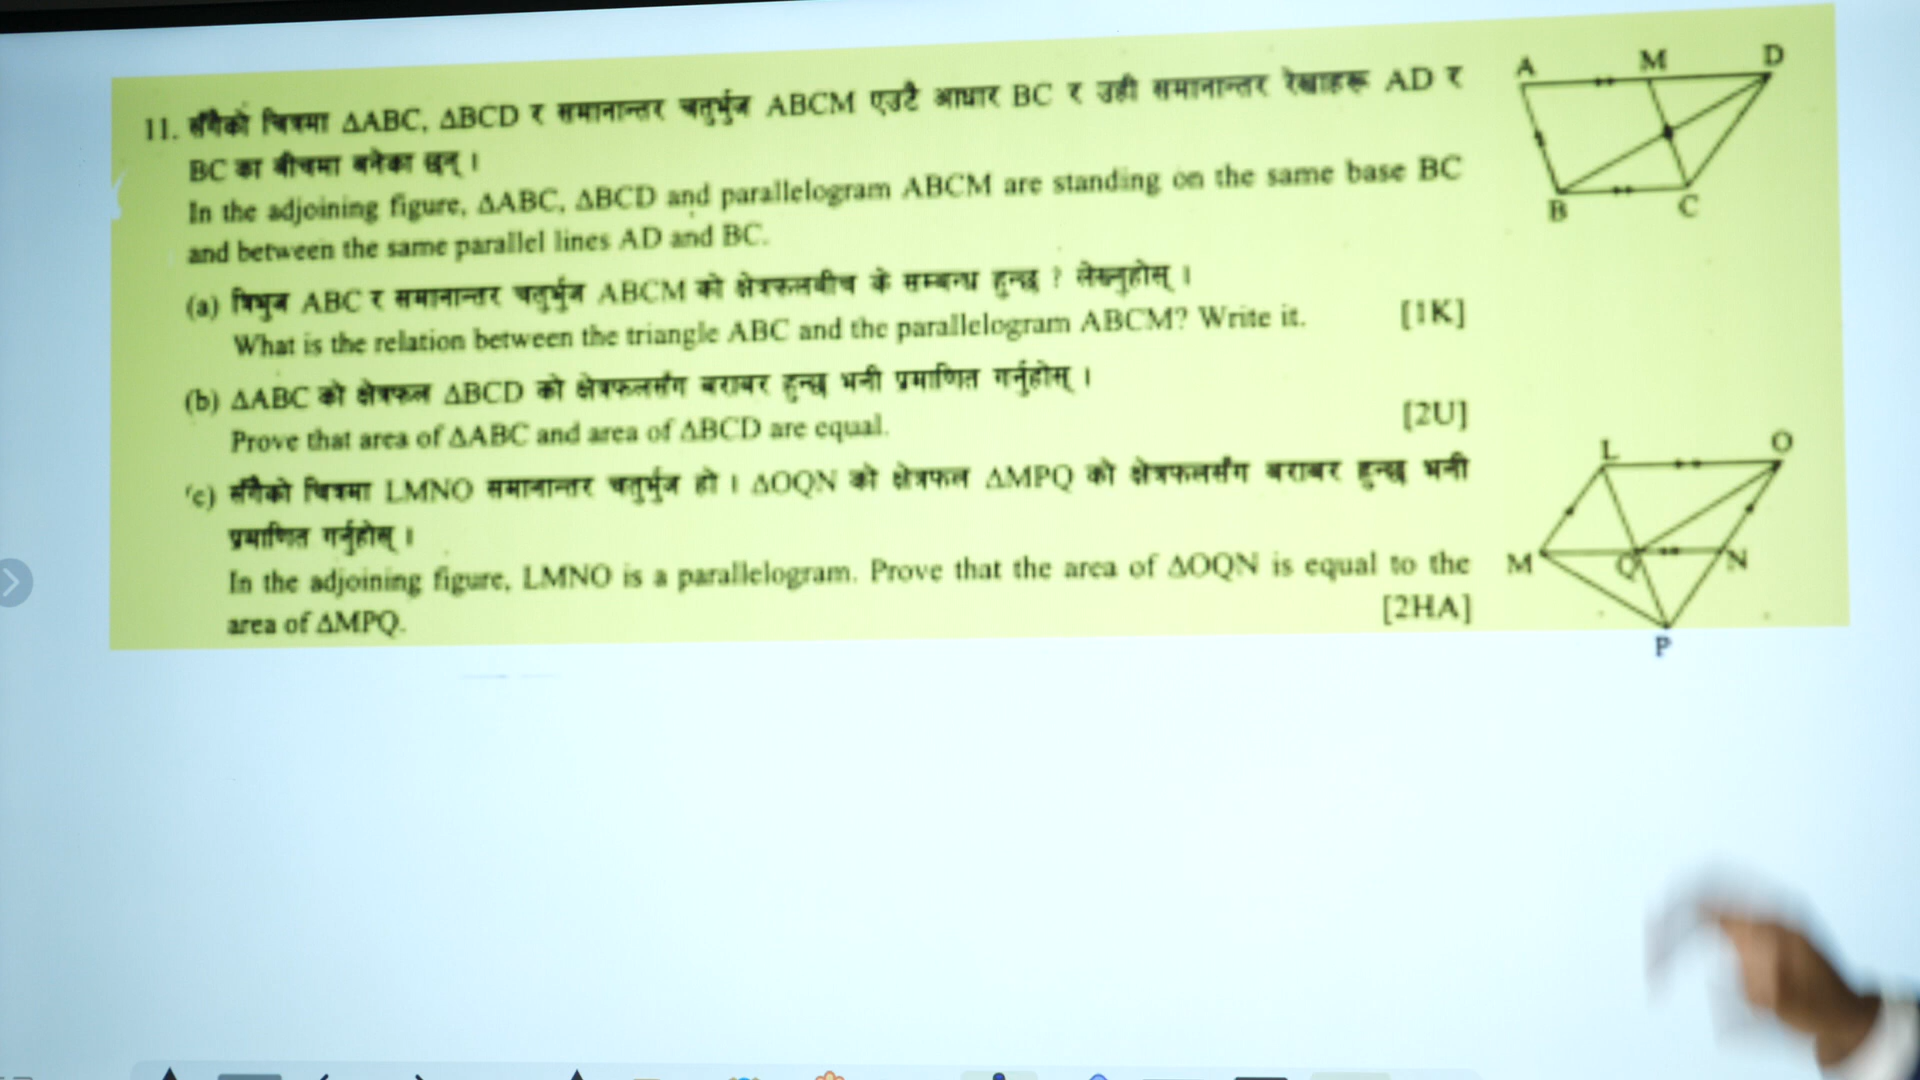 11. सँगैको चित्रमा ΔABC, ΔBCD र समानान्तर चतुर्भुज ABCM एउटै आधार BC र उही समानान्तर रेखाहरू AD र
BC का बीचमा बनेका छन् ।
In the adjoining figure, ΔABC, ΔBCD and parallelogram ABCM are standing on the same base BC
and between the same parallel lines AD and BC.
(a) त्रिभुज ABC र समानान्तर चतुर्भुज ABCM को क्षेत्रफलबीच के सम्बन्ध हुन्छ ? लेख्नुहोस् ।
What is the relation between the triangle ABC and the parallelogram ABCM? Write it. [1K]
(b) ΔABC को क्षेत्रफल ΔBCD को क्षेत्रफलसँग बराबर हुन्छ भनी प्रमाणित गर्नुहोस् ।
Prove that area of ΔABC and area of ΔBCD are equal. [2U]
(c) सँगैको चित्रमा LMNO समानान्तर चतुर्भुज हो । ΔOQN को क्षेत्रफल ΔMPQ को क्षेत्रफलसँग बराबर हुन्छ भनी
प्रमाणित गर्नुहोस् ।
In the adjoining figure, LMNO is a parallelogram. Prove that the area of ΔOQN is equal to the
area of ΔMPQ. [2HA]
A M D
B C
L O
M Q N
P